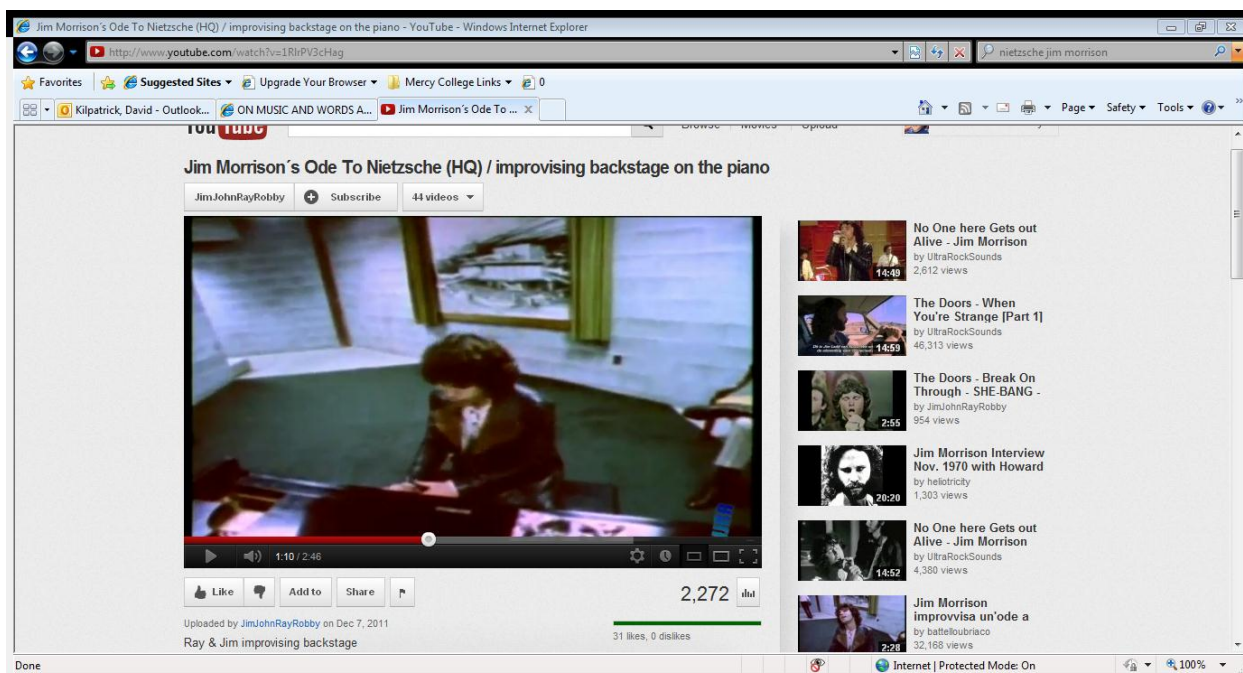 Jim Morrison´s Ode To Nietzsche (HQ) / improvising backstage on the piano - YouTube - Windows Internet Explorer
http://www.youtube.com/watch?v=1RlrPV3cHag
nietzsche jim morrison
Favorites
Suggested Sites
Upgrade Your Browser
Mercy College Links
0
Kilpatrick, David - Outlook...
ON MUSIC AND WORDS A...
Jim Morrison´s Ode To ...
Page
Safety
Tools
YouTube
Browse
Movies
Upload
Jim Morrison´s Ode To Nietzsche (HQ) / improvising backstage on the piano
JimJohnRayRobby
Subscribe
44 videos
1:10 / 2:46
Like
Add to
Share
2,272
Uploaded by JimJohnRayRobby on Dec 7, 2011
31 likes, 0 dislikes
Ray & Jim improvising backstage
No One here Gets out
Alive - Jim Morrison
by UltraRockSounds
2,612 views
14:49
The Doors - When
You're Strange [Part 1]
by UltraRockSounds
46,313 views
14:59
The Doors - Break On
Through - SHE-BANG -
by JimJohnRayRobby
954 views
2:55
Jim Morrison Interview
Nov. 1970 with Howard
by heliotricity
1,303 views
20:20
No One here Gets out
Alive - Jim Morrison
by UltraRockSounds
4,380 views
14:52
Jim Morrison
improvvisa un'ode a
by battelloubriaco
32,168 views
2:28
Done
Internet | Protected Mode: On
100%